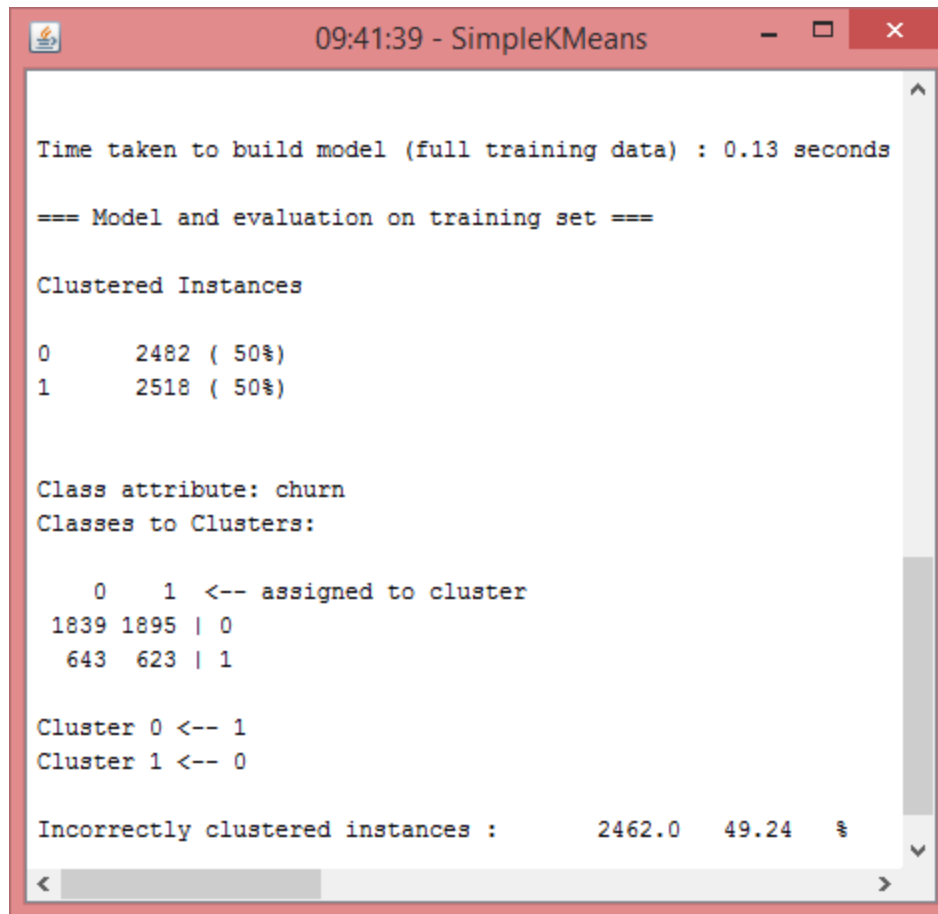 09:41:39 - SimpleKMeans
Time taken to build model (full training data) : 0.13 seconds
=== Model and evaluation on training set ===
Clustered Instances
0       2482 ( 50%)
1       2518 ( 50%)
Class attribute: churn
Classes to Clusters:
    0    1  <-- assigned to cluster
 1839 1895 | 0
  643  623 | 1
Cluster 0 <-- 1
Cluster 1 <-- 0
Incorrectly clustered instances :       2462.0   49.24   %